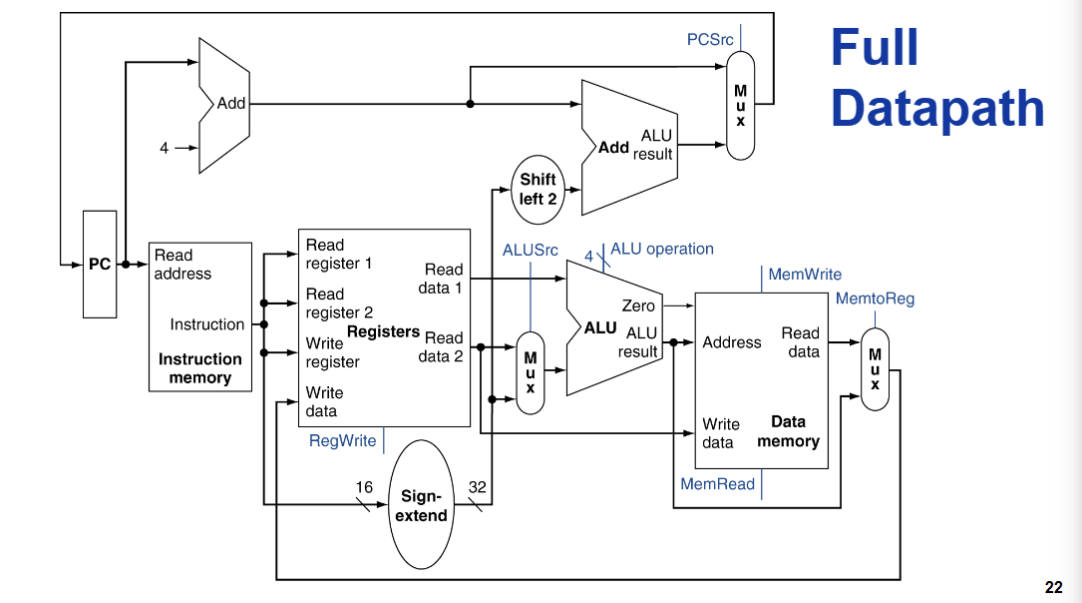 Full
Datapath
PCSrc
M
u
x
Add
4
Add
ALU
result
Shift
left 2
PC
Read
address
Instruction
Instruction
memory
Read
register 1
Read
register 2
Write
register
Write
data
Registers
Read
data 1
Read
data 2
RegWrite
16
Sign-
extend
32
ALUSrc
M
u
x
4
ALU operation
Zero
ALU
ALU
result
MemWrite
Address
Read
data
Write
data
Data
memory
MemRead
MemtoReg
M
u
x
22